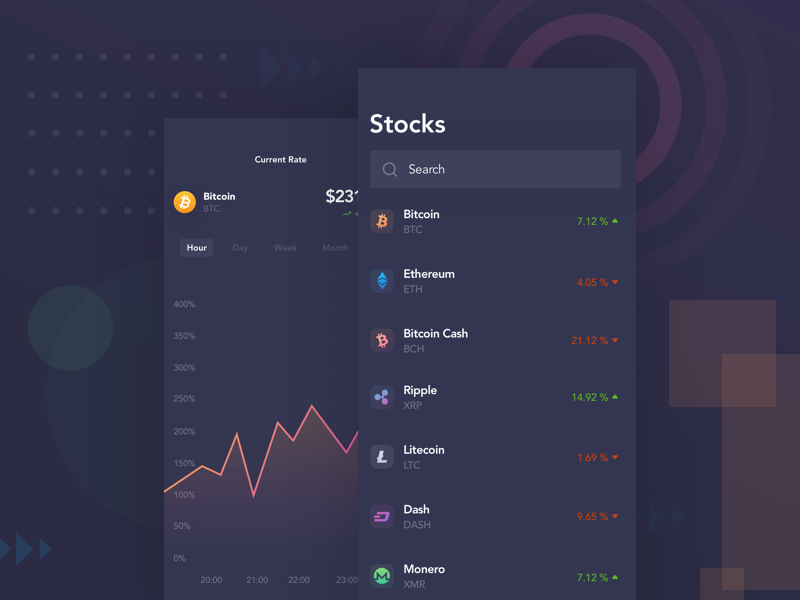 Current Rate
Bitcoin
BTC
$231
Hour Day Week Month
400%
350%
300%
250%
200%
150%
100%
50%
0%
20:00 21:00 22:00 23:00
Stocks
Search
Bitcoin
BTC
7.12 %
Ethereum
ETH
4.05 %
Bitcoin Cash
BCH
21.12 %
Ripple
XRP
14.92 %
Litecoin
LTC
1.69 %
Dash
DASH
9.65 %
Monero
XMR
7.12 %